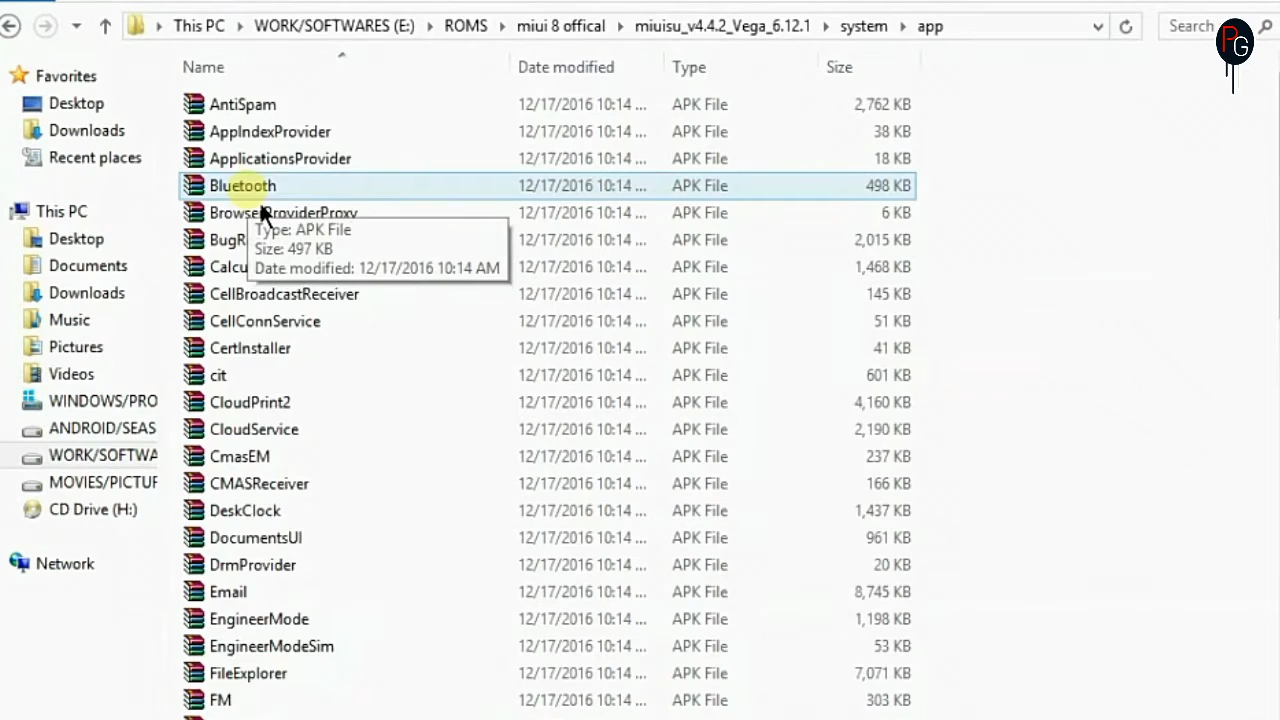 This PC WORK/SOFTWARES (E:) ROMS miui 8 offical miuisu_v4.4.2_Vega_6.12.1 system app Search
PG
Name Date modified Type Size
Favorites
Desktop
Downloads
Recent places
This PC
Desktop
Documents
Downloads
Music
Pictures
Videos
WINDOWS/PRO
ANDROID/SEAS
WORK/SOFTWA
MOVIES/PICTUF
CD Drive (H:)
Network
AntiSpam 12/17/2016 10:14 ... APK File 2,762 KB
AppIndexProvider 12/17/2016 10:14 ... APK File 38 KB
ApplicationsProvider 12/17/2016 10:14 ... APK File 18 KB
Bluetooth 12/17/2016 10:14 ... APK File 498 KB
BrowserProviderProxy 12/17/2016 10:14 ... APK File 6 KB
BugR 12/17/2016 10:14 ... APK File 2,015 KB
Calcu 12/17/2016 10:14 ... APK File 1,468 KB
Type: APK File
Size: 497 KB
Date modified: 12/17/2016 10:14 AM
CellBroadcastReceiver 12/17/2016 10:14 ... APK File 145 KB
CellConnService 12/17/2016 10:14 ... APK File 51 KB
CertInstaller 12/17/2016 10:14 ... APK File 41 KB
cit 12/17/2016 10:14 ... APK File 601 KB
CloudPrint2 12/17/2016 10:14 ... APK File 4,160 KB
CloudService 12/17/2016 10:14 ... APK File 2,190 KB
CmasEM 12/17/2016 10:14 ... APK File 237 KB
CMASReceiver 12/17/2016 10:14 ... APK File 166 KB
DeskClock 12/17/2016 10:14 ... APK File 1,437 KB
DocumentsUI 12/17/2016 10:14 ... APK File 961 KB
DrmProvider 12/17/2016 10:14 ... APK File 20 KB
Email 12/17/2016 10:14 ... APK File 8,745 KB
EngineerMode 12/17/2016 10:14 ... APK File 1,198 KB
EngineerModeSim 12/17/2016 10:14 ... APK File 53 KB
FileExplorer 12/17/2016 10:14 ... APK File 7,071 KB
FM 12/17/2016 10:14 ... APK File 303 KB